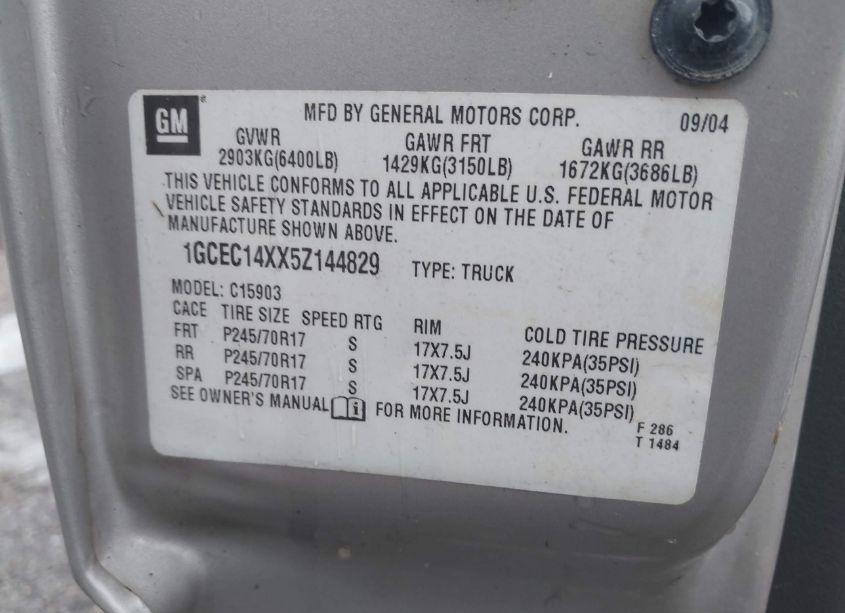 GM
®
MFD BY GENERAL MOTORS CORP. 09/04
GVWR GAWR FRT GAWR RR
2903KG(6400LB) 1429KG(3150LB) 1672KG(3686LB)
THIS VEHICLE CONFORMS TO ALL APPLICABLE U.S. FEDERAL MOTOR
VEHICLE SAFETY STANDARDS IN EFFECT ON THE DATE OF
MANUFACTURE SHOWN ABOVE.
1GCEC14XX5Z144829 TYPE: TRUCK
MODEL: C15903
CACE TIRE SIZE SPEED RTG RIM COLD TIRE PRESSURE
FRT P245/70R17 S 17X7.5J 240KPA(35PSI)
RR P245/70R17 S 17X7.5J 240KPA(35PSI)
SPA P245/70R17 S 17X7.5J 240KPA(35PSI)
SEE OWNER'S MANUAL i FOR MORE INFORMATION.
F 286
T 1484